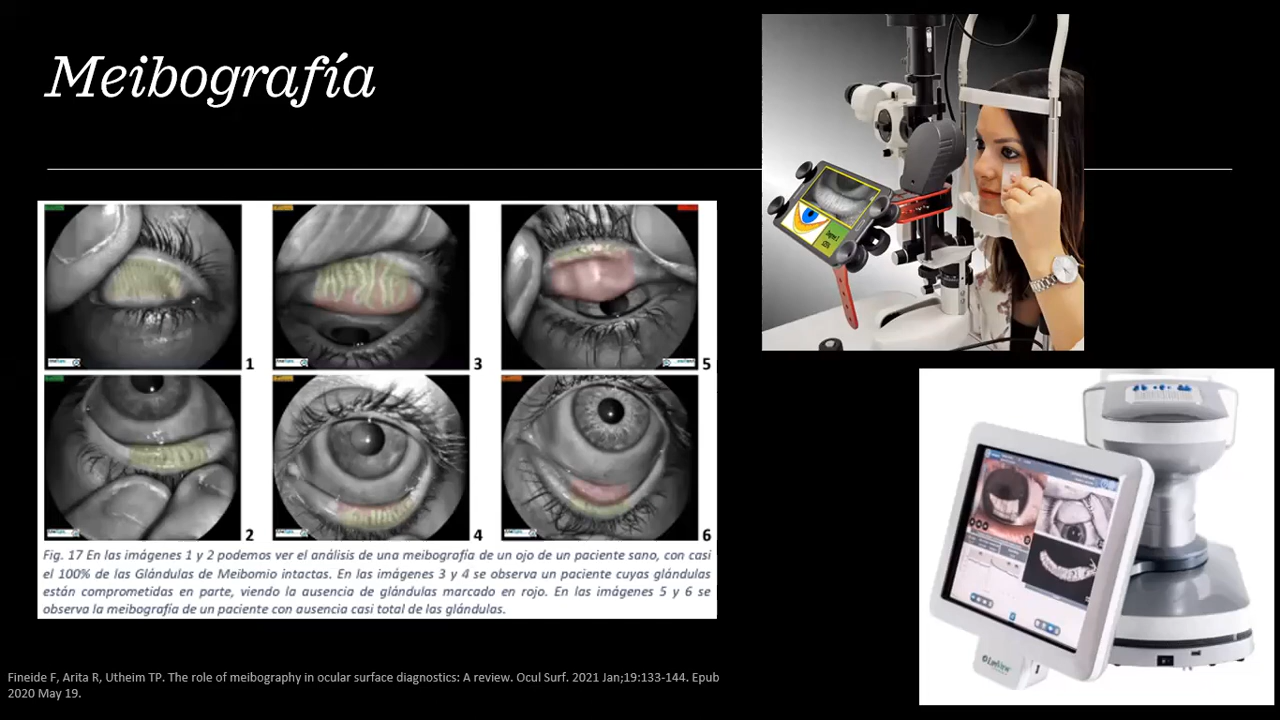 Meibografía
1
3
5
2
4
6
Fig. 17 En las imágenes 1 y 2 podemos ver el análisis de una meibografía de un ojo de un paciente sano, con casi
el 100% de las Glándulas de Meibomio intactas. En las imágenes 3 y 4 se observa un paciente cuyas glándulas
están comprometidas en parte, viendo la ausencia de glándulas marcado en rojo. En las imágenes 5 y 6 se
observa la meibografía de un paciente con ausencia casi total de las glándulas.
Fineide F, Arita R, Utheim TP. The role of meibography in ocular surface diagnostics: A review. Ocul Surf. 2021 Jan;19:133-144. Epub
2020 May 19.